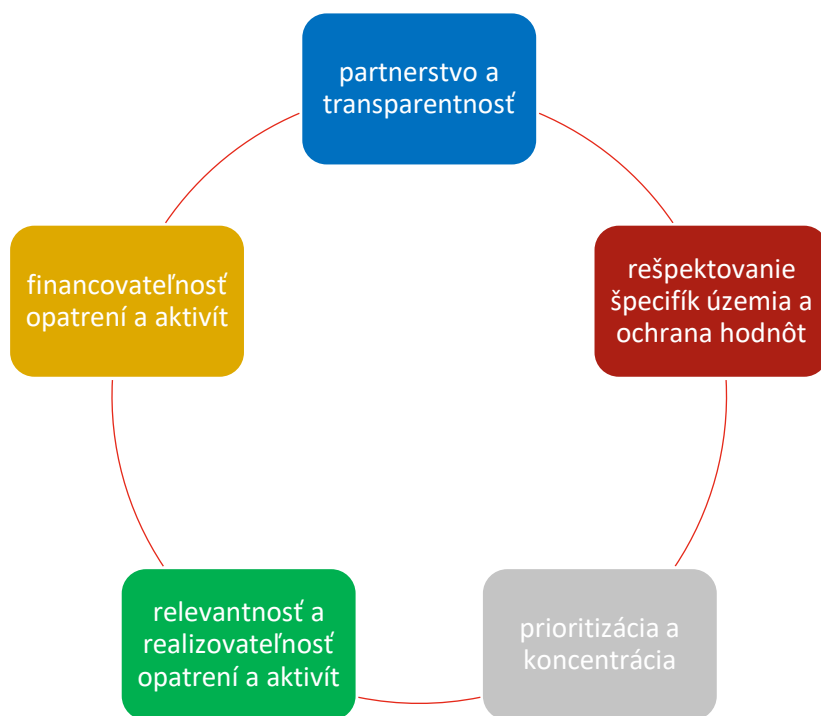 partnerstvo a
transparentnosť
rešpektovanie
špecifík územia a
ochrana hodnôt
prioritizácia a
koncentrácia
relevantnosť a
realizovateľnosť
opatrení a aktivít
financovateľnosť
opatrení a aktivít